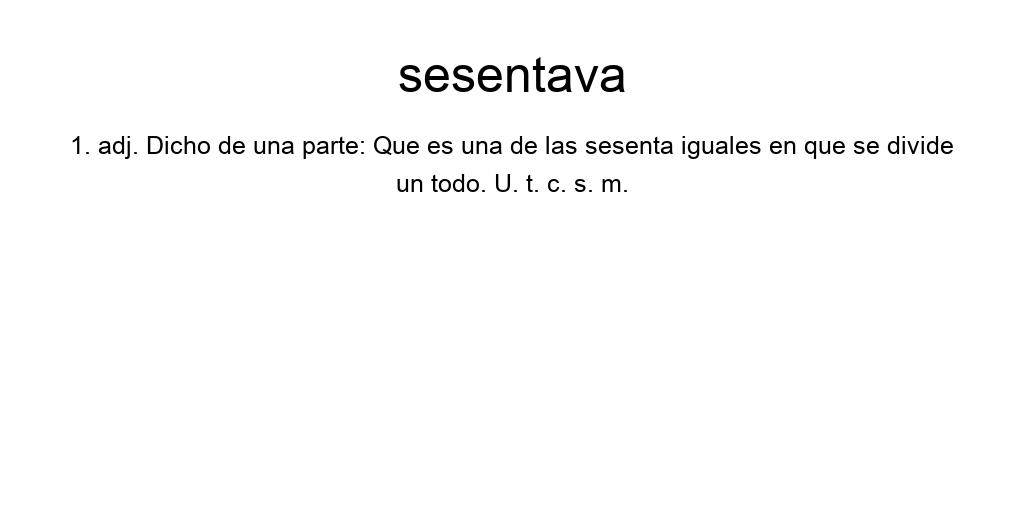 sesentava
1. adj. Dicho de una parte: Que es una de las sesenta iguales en que se divide
un todo. U. t. c. s. m.